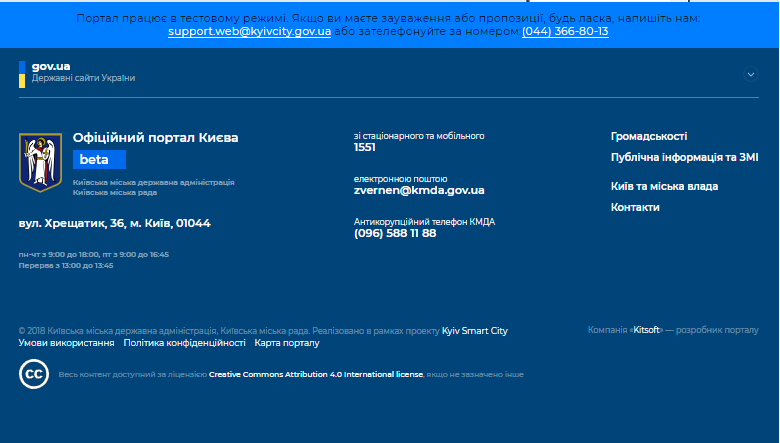 Портал працює в тестовому режимі. Якщо ви маєте зауваження або пропозиції, будь ласка, напишіть нам:
support.web@kyivcity.gov.ua або зателефонуйте за номером (044) 366-80-13
gov.ua
Державні сайти України
Офіційний портал Києва
beta
Київська міська державна адміністрація
Київська міська рада
вул. Хрещатик, 36, м. Київ, 01044
пн-чт з 9:00 до 18:00, пт з 9:00 до 16:45
Перерва з 13:00 до 13:45
зі стаціонарного та мобільного
1551
електронною поштою
zvernen@kmda.gov.ua
Антикорупційний телефон КМДА
(096) 588 11 88
Громадськості
Публічна інформація та ЗМІ
Київ та міська влада
Контакти
© 2018 Київська міська державна адміністрація, Київська міська рада. Реалізовано в рамках проекту Kyiv Smart City
Умови використання Політика конфіденційності Карта порталу
Компанія «Kitsoft» — розробник порталу
cc Весь контент доступний за ліцензією Creative Commons Attribution 4.0 International license, якщо не зазначено інше